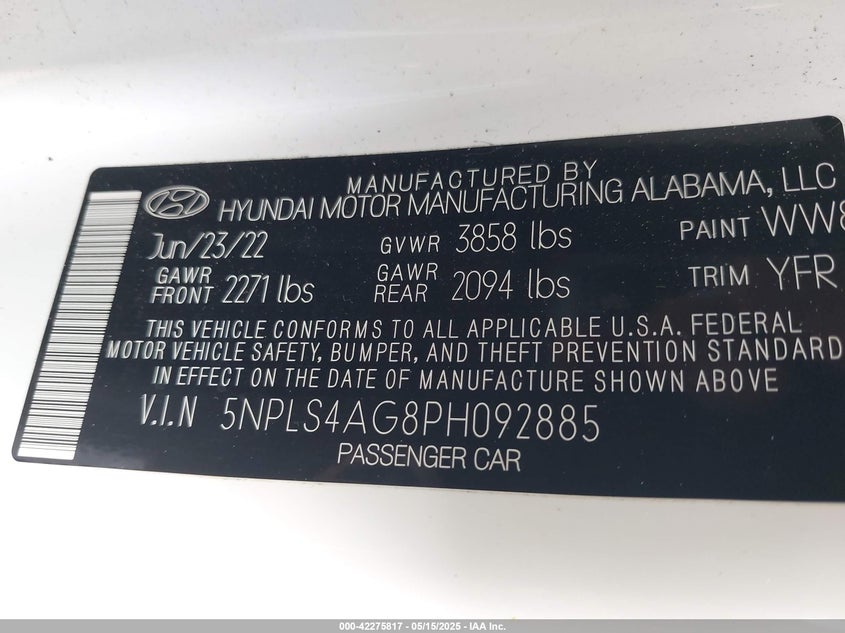 MANUFACTURED BY
HYUNDAI MOTOR MANUFACTURING ALABAMA, LLC
Jun/23/22 GVWR 3858 lbs PAINT WW8
GAWR FRONT 2271 lbs GAWR REAR 2094 lbs TRIM YFR
THIS VEHICLE CONFORMS TO ALL APPLICABLE U.S.A. FEDERAL
MOTOR VEHICLE SAFETY, BUMPER, AND THEFT PREVENTION STANDARD
IN EFFECT ON THE DATE OF MANUFACTURE SHOWN ABOVE
V.I.N 5NPLS4AG8PH092885
PASSENGER CAR
000-42275817 - 05/15/2025 - IAA Inc.